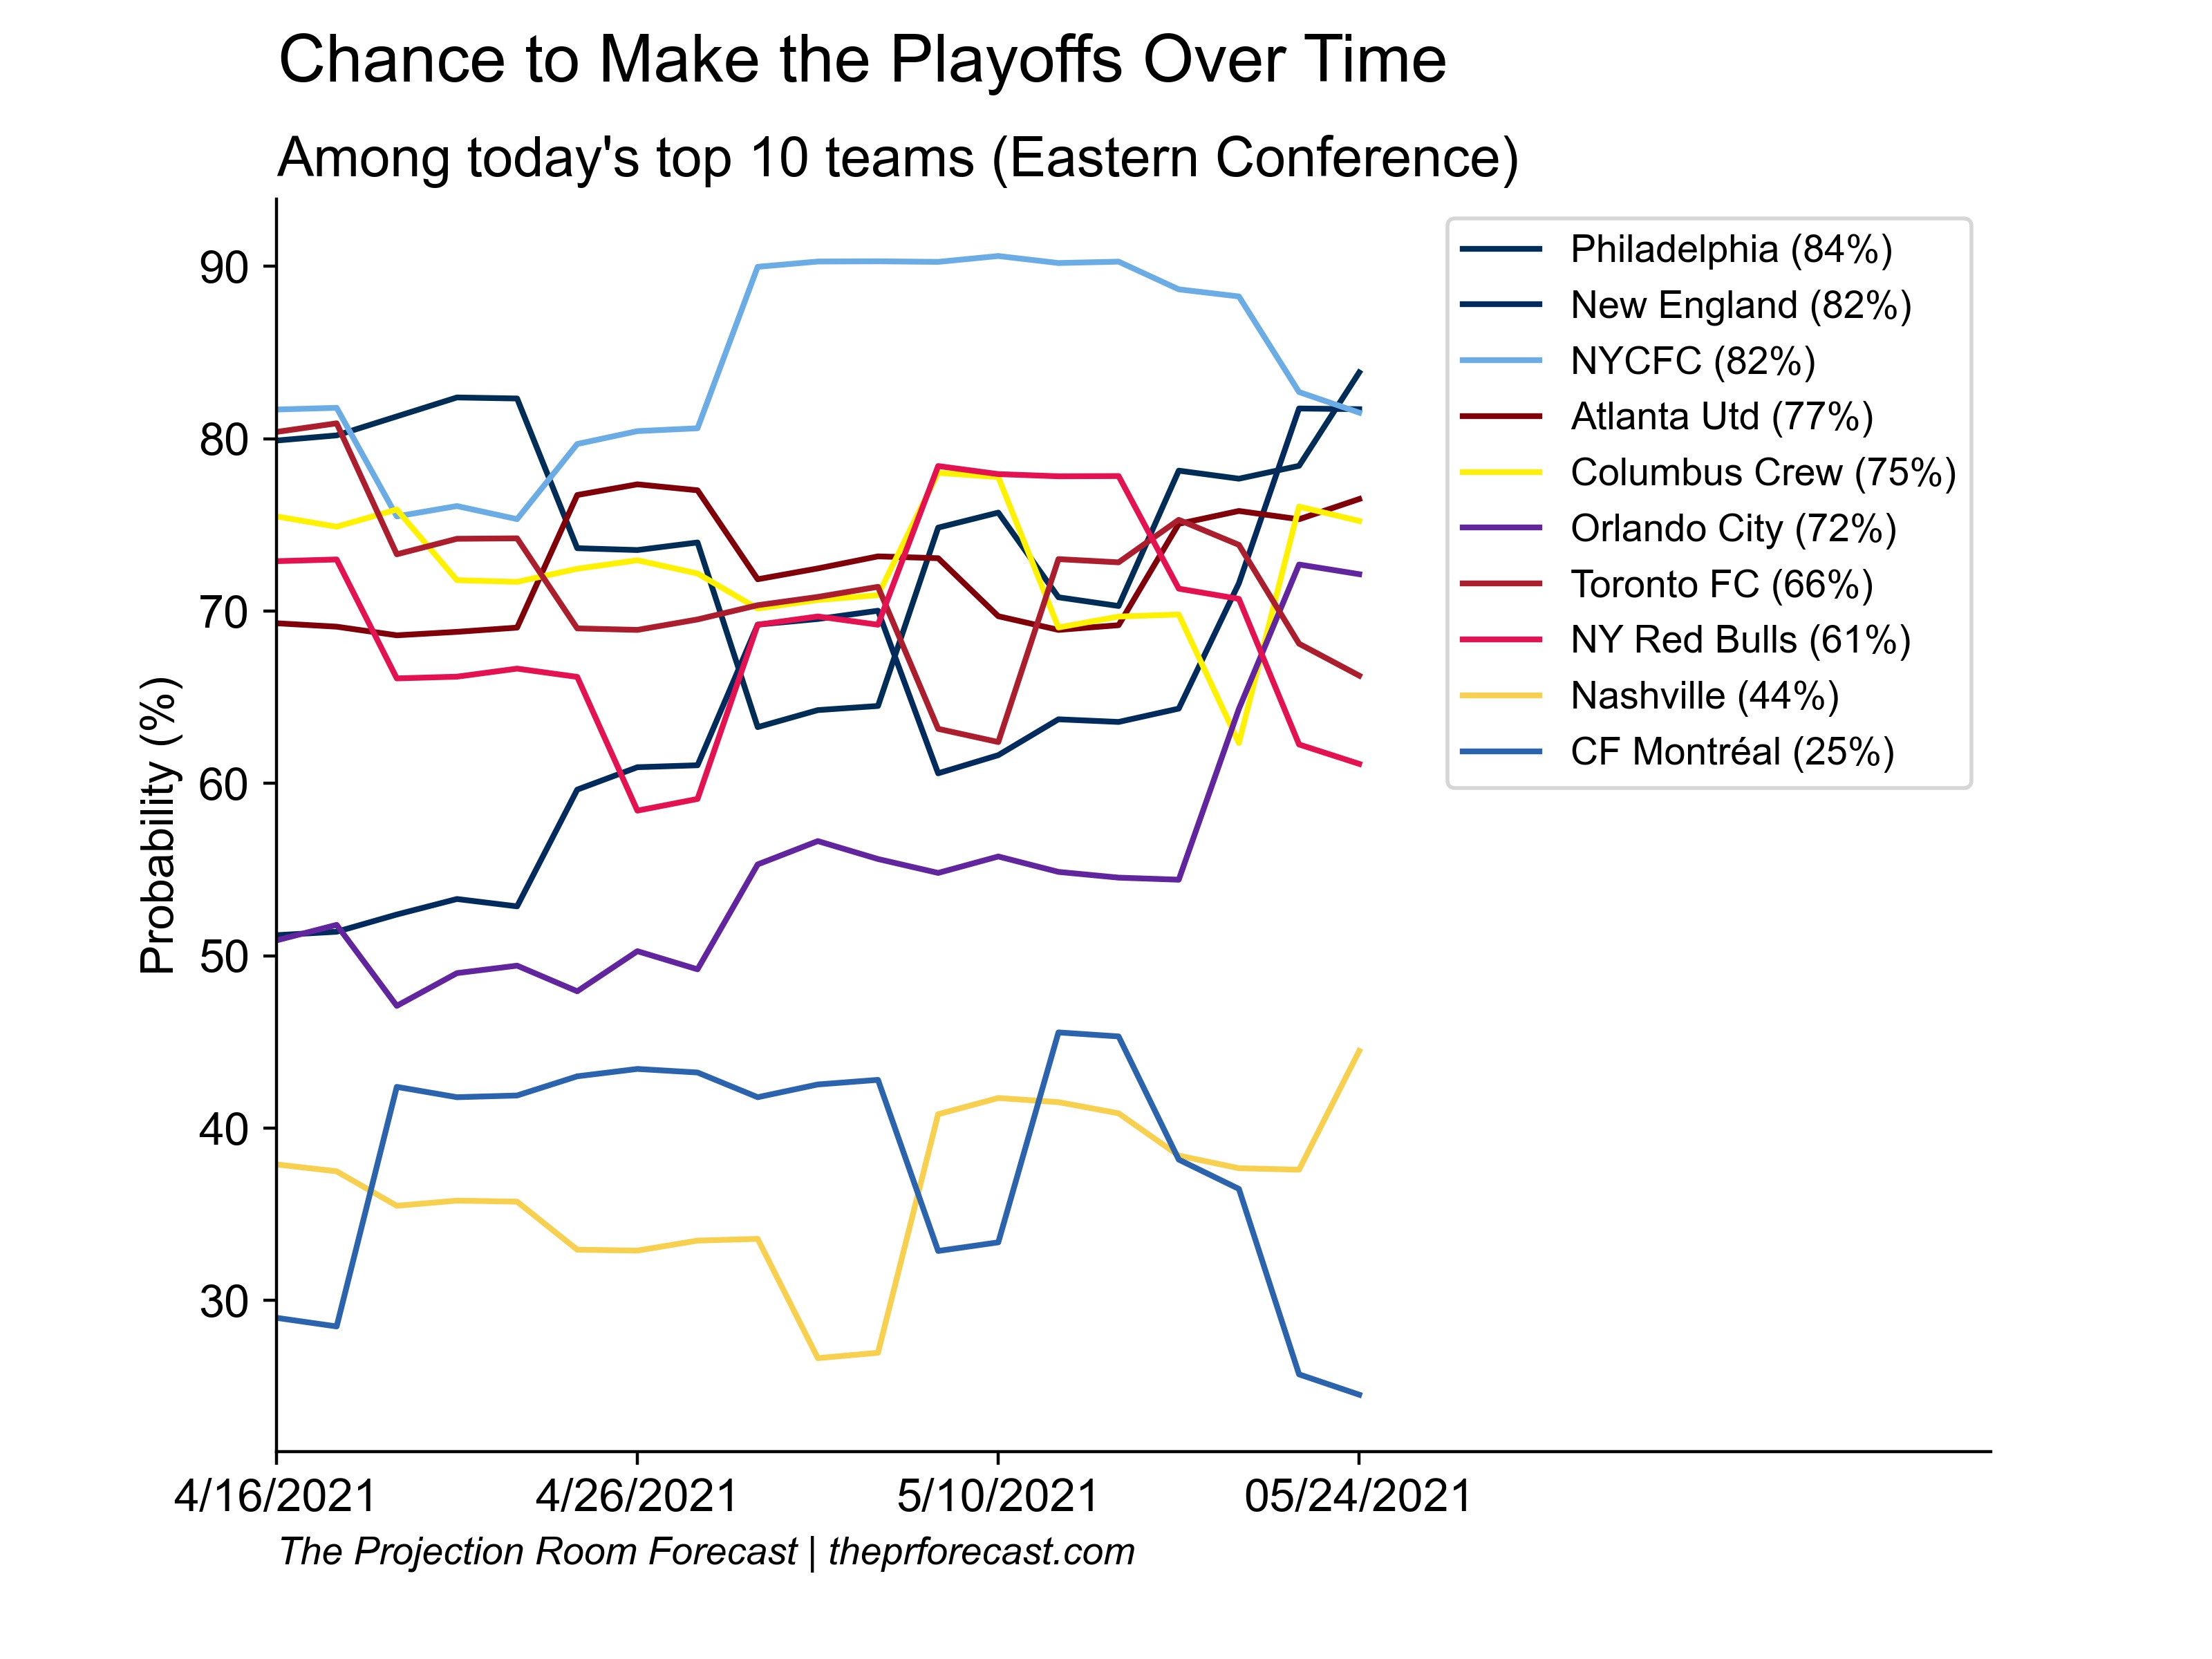 Chance to Make the Playoffs Over Time
Among today's top 10 teams (Eastern Conference)
Philadelphia (84%)
New England (82%)
NYCFC (82%)
Atlanta Utd (77%)
Columbus Crew (75%)
Orlando City (72%)
Toronto FC (66%)
NY Red Bulls (61%)
Nashville (44%)
CF Montréal (25%)
Probability (%)
90
80
70
60
50
40
30
4/16/2021 4/26/2021 5/10/2021 05/24/2021
The Projection Room Forecast | theprforecast.com